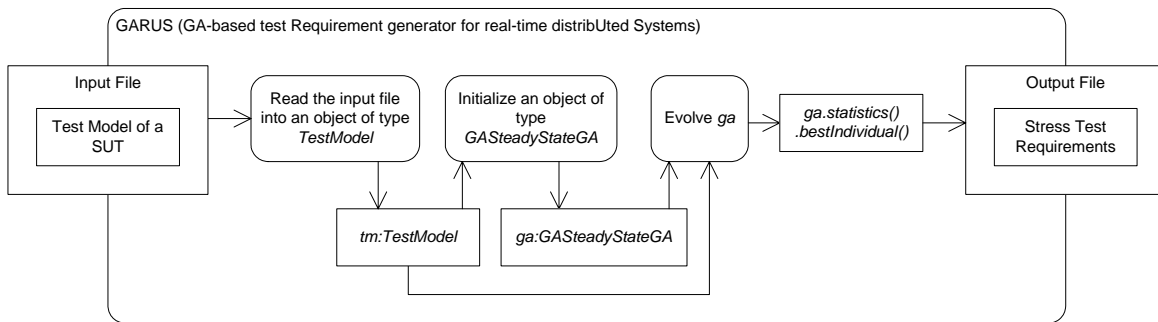 GARUS (GA-based test Requirement generator for real-time distribUted Systems)
Input File
Test Model of a
SUT
Read the input file
into an object of type
TestModel
Initialize an object of
type
GASteadyStateGA
Evolve ga
ga.statistics()
.bestIndividual()
Output File
Stress Test
Requirements
tm:TestModel
ga:GASteadyStateGA